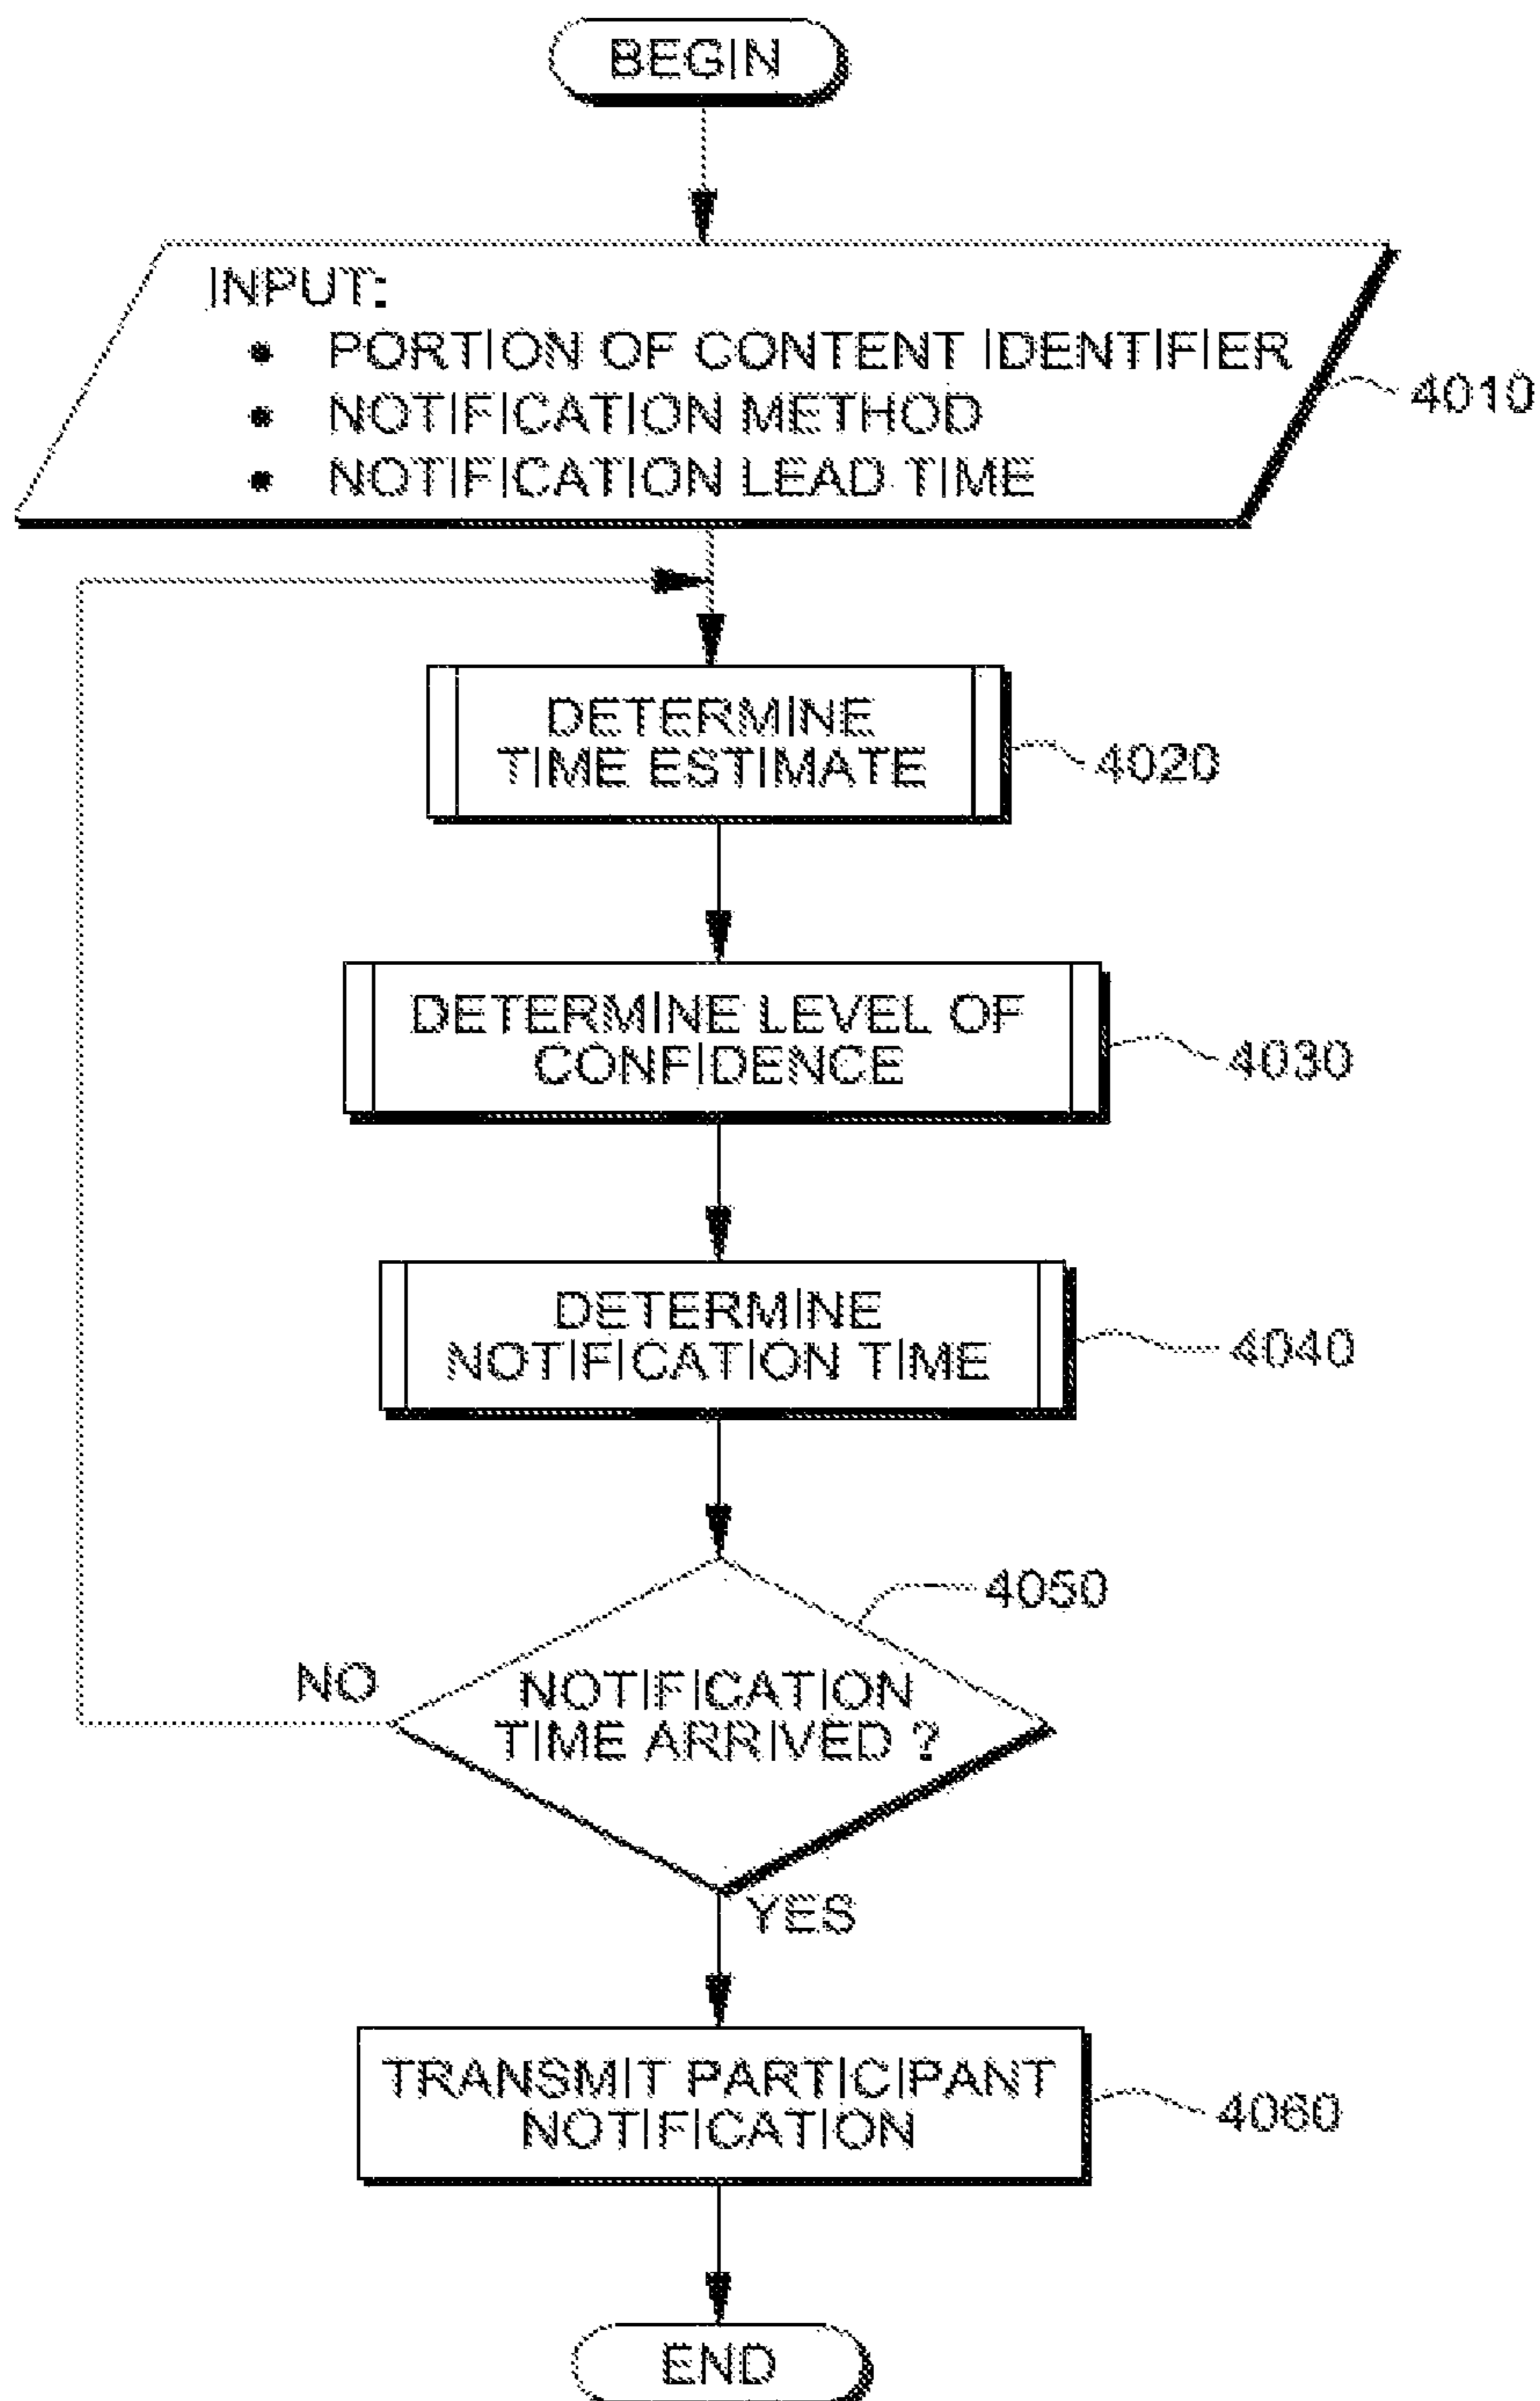 BEGIN
INPUT:
• PORTION OF CONTENT IDENTIFIER
• NOTIFICATION METHOD
• NOTIFICATION LEAD TIME
4010
DETERMINE
TIME ESTIMATE
4020
DETERMINE LEVEL OF
CONFIDENCE
4030
DETERMINE
NOTIFICATION TIME
4040
4050
NO
NOTIFICATION
TIME ARRIVED ?
YES
TRANSMIT PARTICIPANT
NOTIFICATION
4060
END